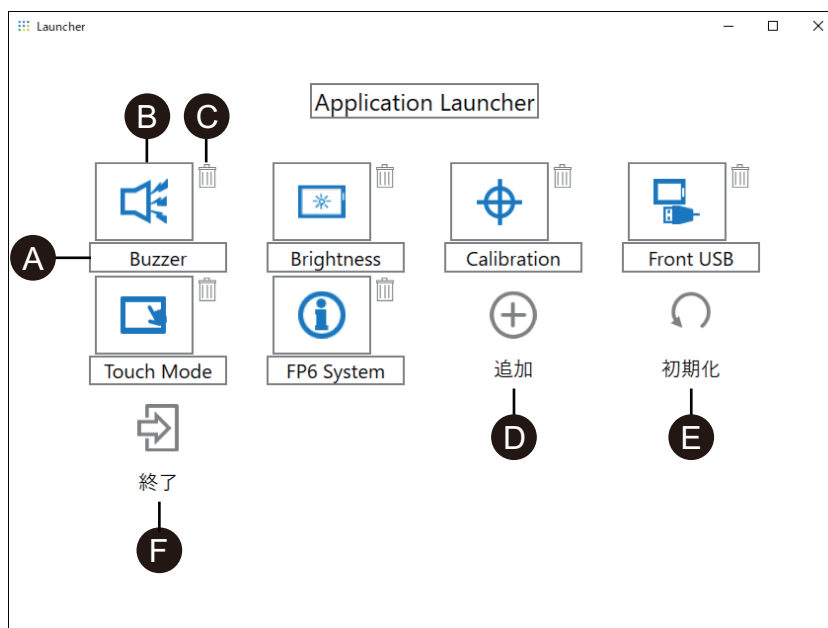 Launcher
Application Launcher
B C
A
Buzzer Brightness Calibration Front USB
Touch Mode FP6 System 追加 初期化
D E
終了
F